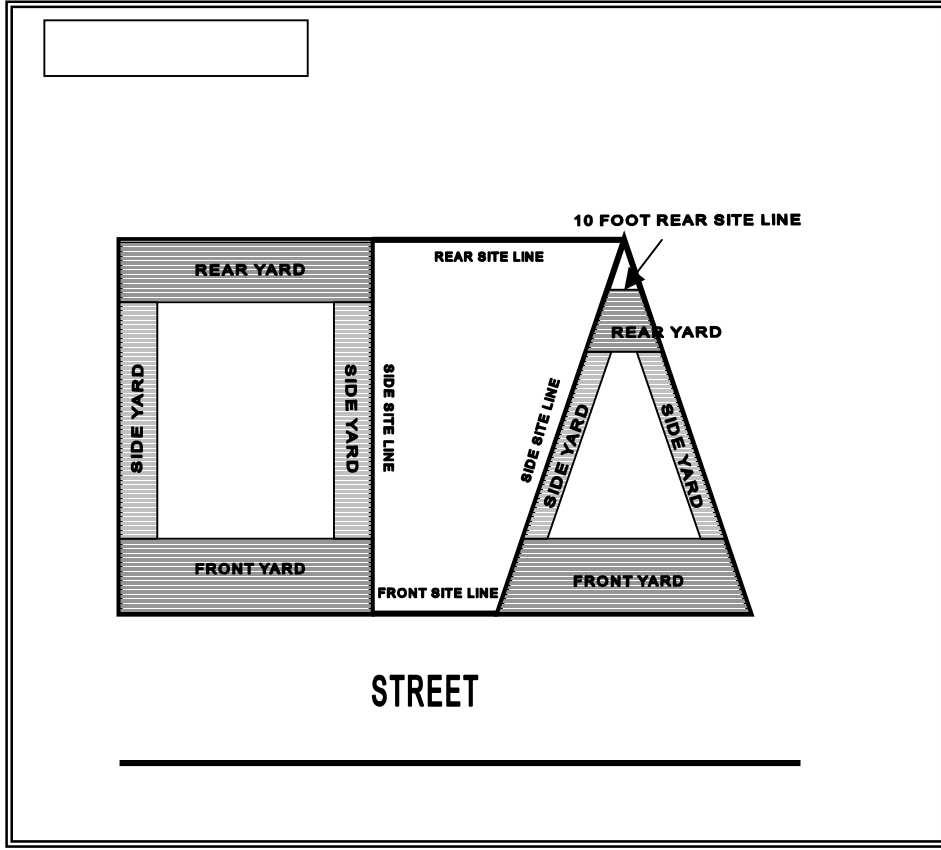 10 FOOT REAR SITE LINE
REAR SITE LINE
REAR YARD
REAR YARD
SIDE YARD
SIDE YARD
SIDE SITE LINE
SIDE SITE LINE
SIDE YARD
SIDE YARD
FRONT YARD
FRONT SITE LINE
FRONT YARD
STREET